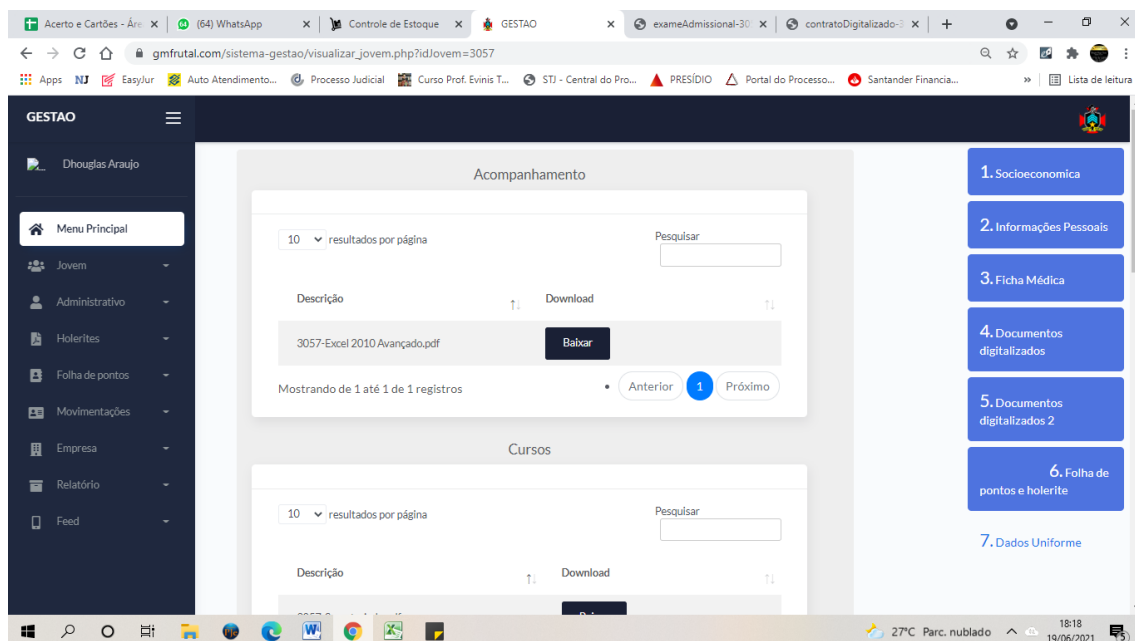 Acerto e Cartões - Áre
(64) WhatsApp
Controle de Estoque
GESTAO
exameAdmissional-30
contratoDigitalizado-3
gmfrutal.com/sistema-gestao/visualizar_jovem.php?idJovem=3057
Apps
NJ
EasyJur
Auto Atendimento...
Processo Judicial
Curso Prof. Evinis T...
STJ - Central do Pro...
PRESÍDIO
Portal do Processo...
Santander Financia...
»
Lista de leitura
GESTAO
Dhouglas Araujo
Menu Principal
Jovem
Administrativo
Holerites
Folha de pontos
Movimentações
Empresa
Relatório
Feed
Acompanhamento
10 resultados por página
Pesquisar
Descrição
Download
3057-Excel 2010 Avançado.pdf
Baixar
Mostrando de 1 até 1 de 1 registros
Anterior 1 Próximo
Cursos
10 resultados por página
Pesquisar
Descrição
Download
1. Socioeconomica
2. Informações Pessoais
3. Ficha Médica
4. Documentos
digitalizados
5. Documentos
digitalizados 2
6. Folha de
pontos e holerite
7. Dados Uniforme
27°C Parc. nublado
18:18
19/06/2021